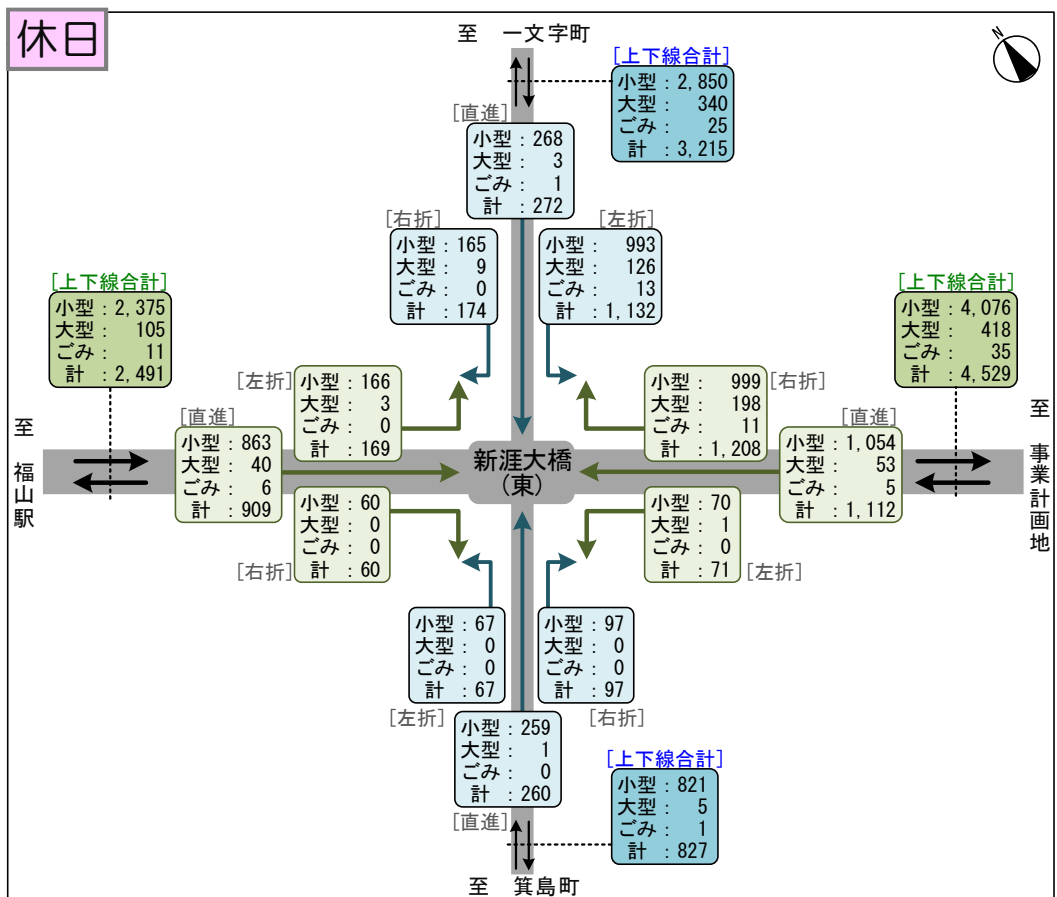 休日
至 一文字町
N
[上下線合計]
小型：2,850
大型： 340
ごみ： 25
計 ：3,215
[直進]
小型：268
大型： 3
ごみ： 1
計 ：272
[右折]
小型：165
大型： 9
ごみ： 0
計 ：174
[左折]
小型： 993
大型： 126
ごみ： 13
計 ：1,132
[上下線合計]
小型：2,375
大型： 105
ごみ： 11
計 ：2,491
[上下線合計]
小型：4,076
大型： 418
ごみ： 35
計 ：4,529
[左折]
小型：166
大型： 3
ごみ： 0
計 ：169
小型： 999
大型： 198
ごみ： 11
計 ：1,208
[右折]
至 福山駅
[直進]
小型：863
大型： 40
ごみ： 6
計 ：909
新涯大橋
（東）
[直進]
小型：1,054
大型： 53
ごみ： 5
計 ：1,112
至 事業計画地
小型：60
大型： 0
ごみ： 0
計 ：60
[右折]
小型：70
大型： 1
ごみ： 0
計 ：71
[左折]
小型：67
大型： 0
ごみ： 0
計 ：67
[左折]
小型：97
大型： 0
ごみ： 0
計 ：97
[右折]
小型：259
大型： 1
ごみ： 0
計 ：260
[直進]
[上下線合計]
小型：821
大型： 5
ごみ： 1
計 ：827
至 箕島町